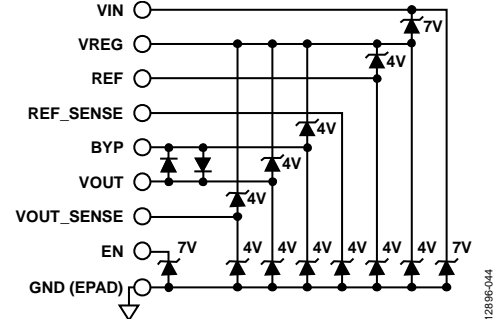 VIN
7V
VREG
4V
REF
REF_SENSE
4V
BYP
4V
VOUT
4V
VOUT_SENSE
EN
7V 4V 4V 4V 4V 4V 4V 7V
GND (EPAD)
12896-044